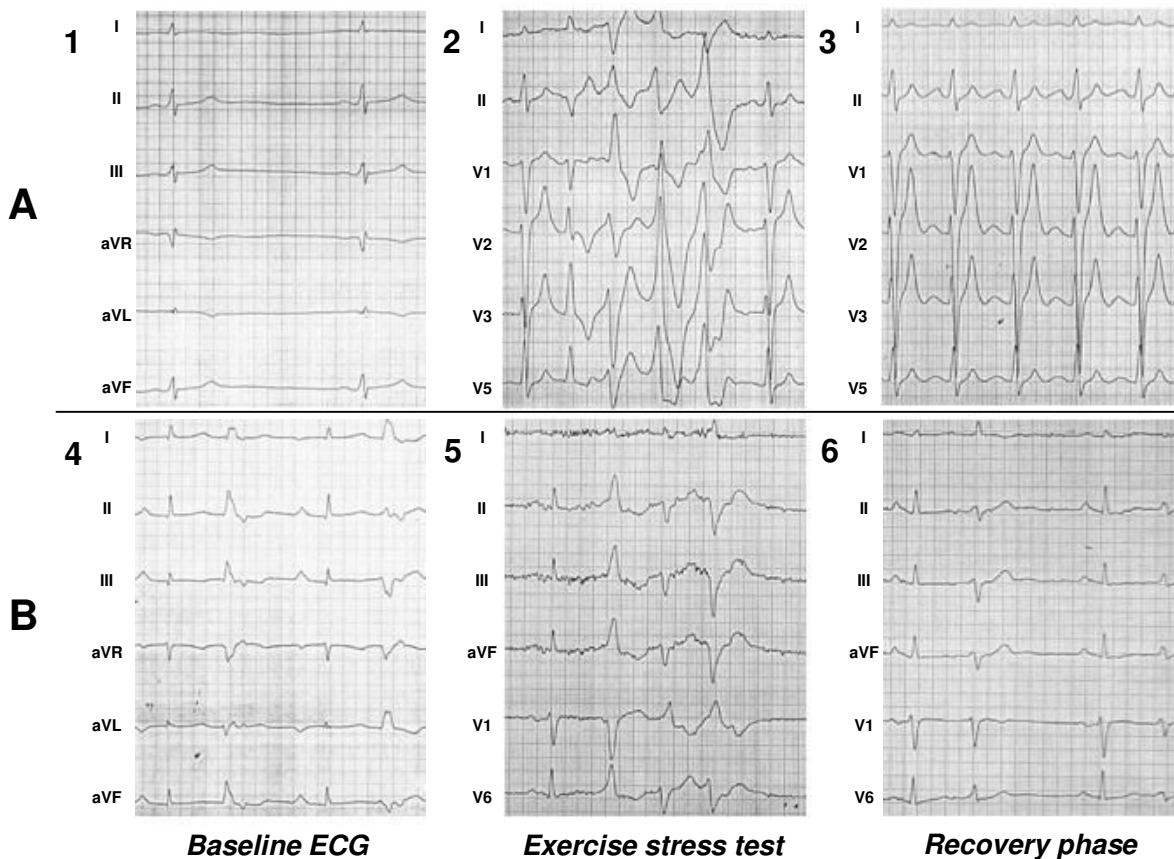 A
1
I
II
III
aVR
aVL
aVF
2
I
II
V1
V2
V3
V5
3
I
II
V1
V2
V3
V5
B
4
I
II
III
aVR
aVL
aVF
5
I
II
III
aVF
V1
V6
6
I
II
III
aVF
V1
V6
Baseline ECG
Exercise stress test
Recovery phase